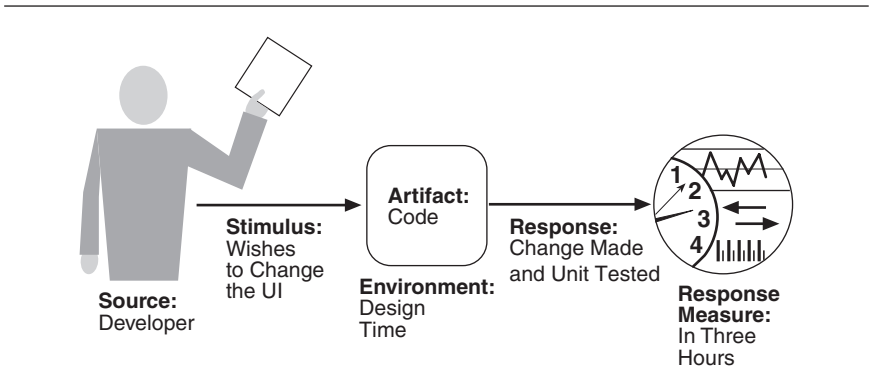 Source:
Developer
Stimulus:
Wishes
to Change
the UI
Artifact:
Code
Environment:
Design
Time
Response:
Change Made
and Unit Tested
1
2
3
4
Response
Measure:
In Three
Hours